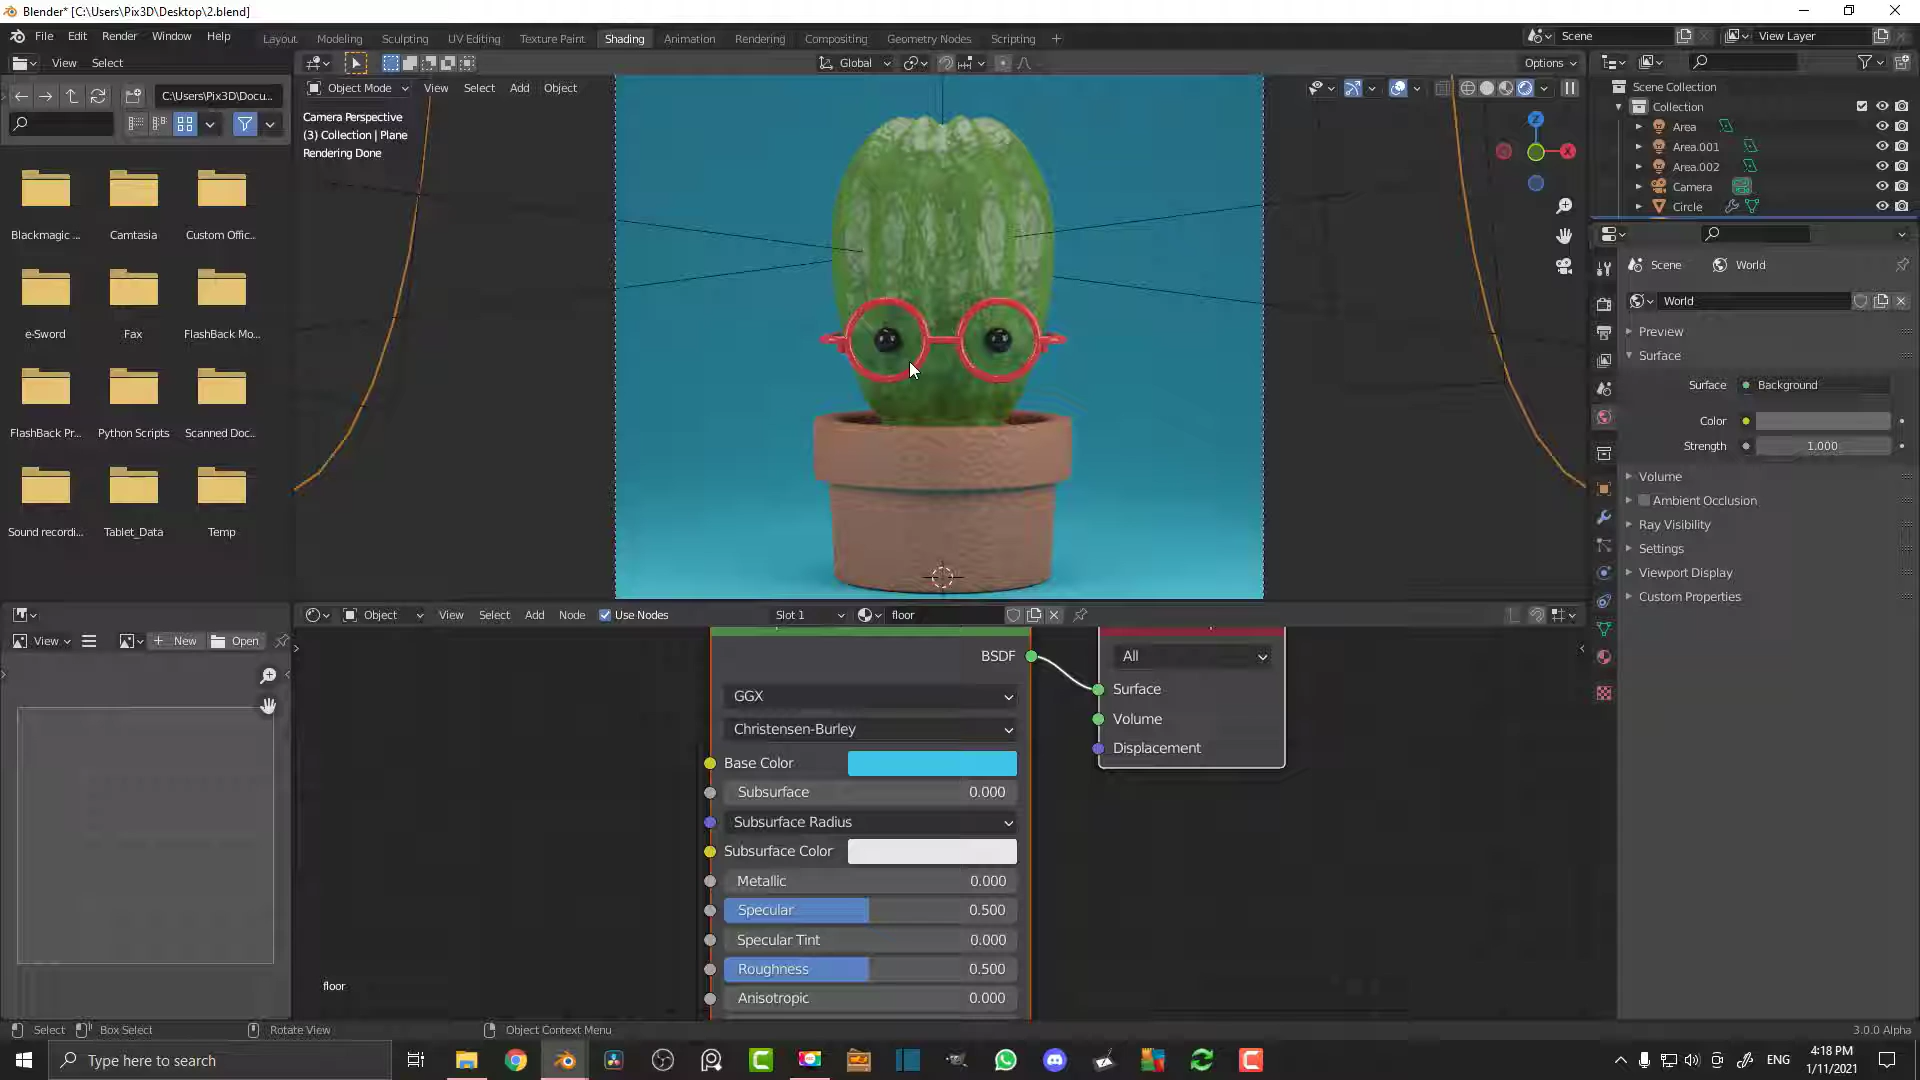 Blender* [C:\Users\Pix3D\Desktop\2.blend]
File Edit Render Window Help
Layout Modeling Sculpting UV Editing Texture Paint Shading Animation Rendering Compositing Geometry Nodes Scripting
Scene
View Layer
View Select
Global
Options
C:\Users\Pix3D\Docu...
Object Mode View Select Add Object
Camera Perspective
(3) Collection | Plane
Rendering Done
Z
X
Scene Collection
Collection
Area
Area.001
Area.002
Camera
Circle
Blackmagic ...
Camtasia
Custom Offic...
e-Sword
Fax
FlashBack Mo...
FlashBack Pr...
Python Scripts
Scanned Doc...
Sound recordi...
Tablet_Data
Temp
Scene World
World
Preview
Surface
Surface Background
Color
Strength 1.000
Volume
Ambient Occlusion
Ray Visibility
Settings
Viewport Display
Custom Properties
Object View Select Add Node Use Nodes Slot 1 floor
View New Open
BSDF
GGX
Christensen-Burley
Base Color
Subsurface 0.000
Subsurface Radius
Subsurface Color
Metallic 0.000
Specular 0.500
Specular Tint 0.000
Roughness 0.500
Anisotropic 0.000
All
Surface
Volume
Displacement
floor
Select Box Select Rotate View Object Context Menu
3.0.0 Alpha
Type here to search
ENG
4:18 PM
1/11/2021